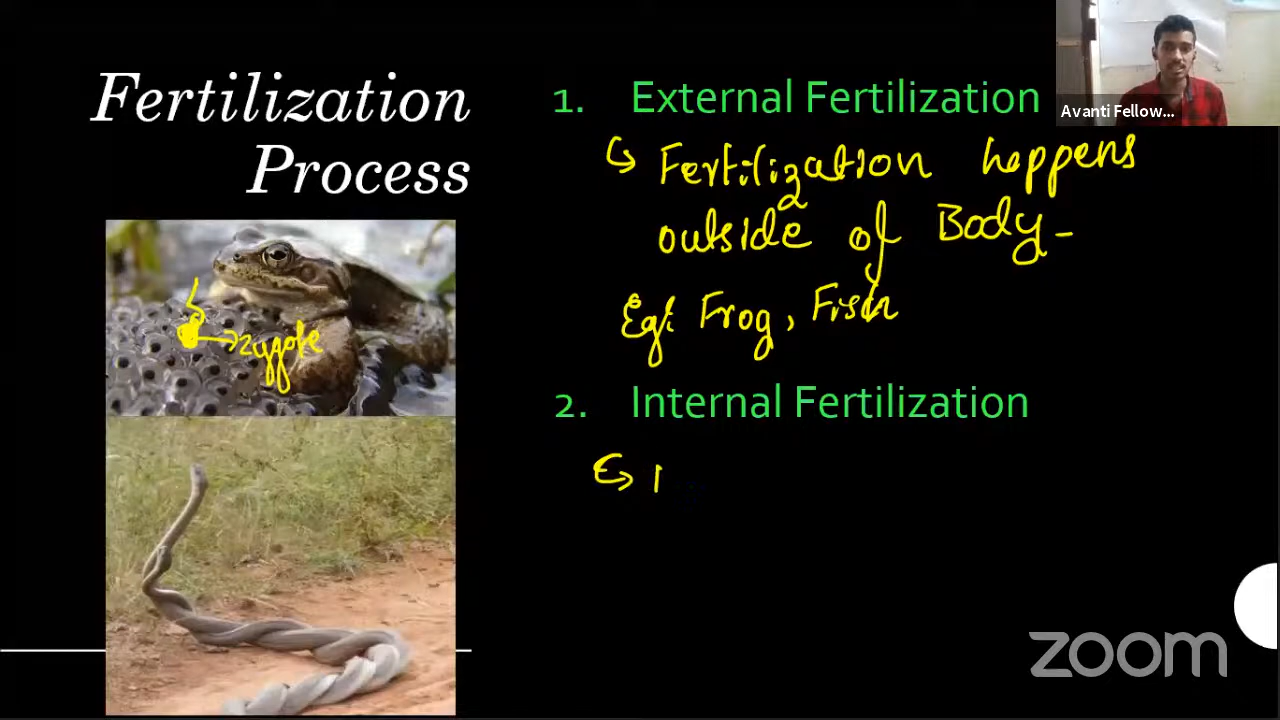 Fertilization
Process
zygote
1. External Fertilization
↳ Fertilization happens
outside of Body-
Eg: Frog, Fish
2. Internal Fertilization
Avanti Fellow...
zoom